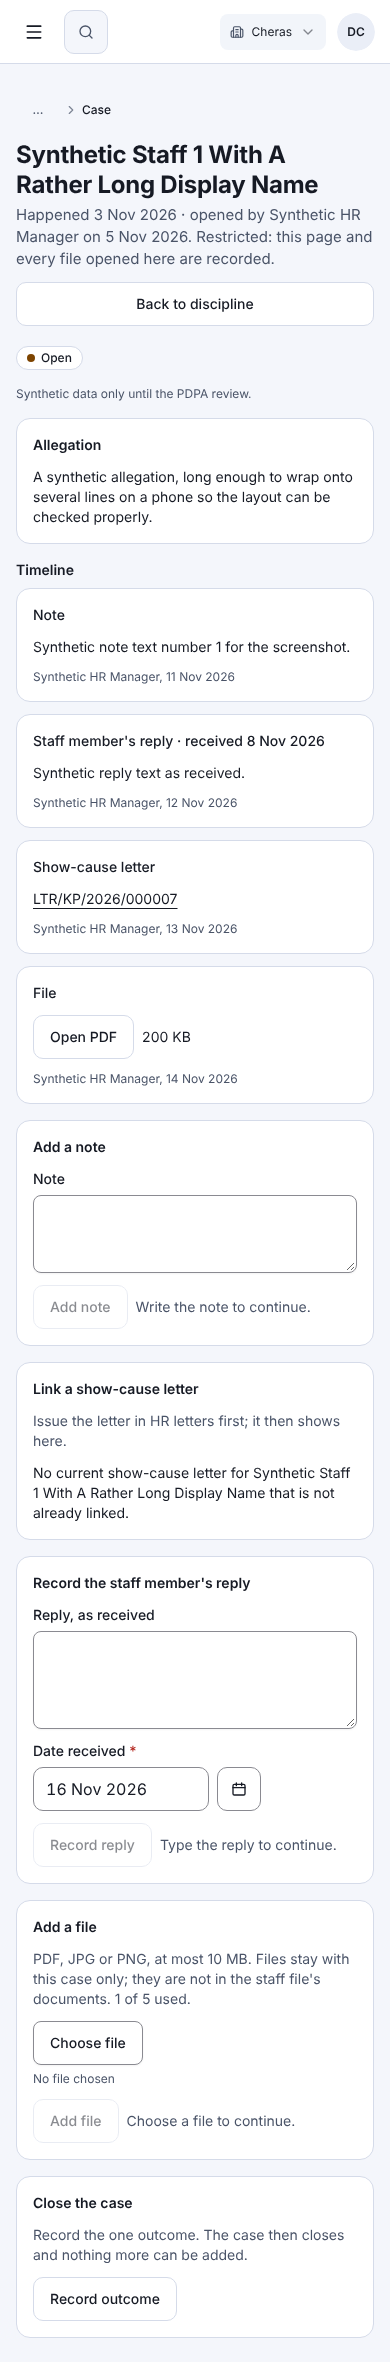 Cheras
DC
... > Case
Synthetic Staff 1 With A
Rather Long Display Name
Happened 3 Nov 2026 · opened by Synthetic HR
Manager on 5 Nov 2026. Restricted: this page and
every file opened here are recorded.
Back to discipline
Open
Synthetic data only until the PDPA review.
Allegation
A synthetic allegation, long enough to wrap onto
several lines on a phone so the layout can be
checked properly.
Timeline
Note
Synthetic note text number 1 for the screenshot.
Synthetic HR Manager, 11 Nov 2026
Staff member's reply · received 8 Nov 2026
Synthetic reply text as received.
Synthetic HR Manager, 12 Nov 2026
Show-cause letter
LTR/KP/2026/000007
Synthetic HR Manager, 13 Nov 2026
File
Open PDF 200 KB
Synthetic HR Manager, 14 Nov 2026
Add a note
Note
Add note Write the note to continue.
Link a show-cause letter
Issue the letter in HR letters first; it then shows
here.
No current show-cause letter for Synthetic Staff
1 With A Rather Long Display Name that is not
already linked.
Record the staff member's reply
Reply, as received
Date received *
16 Nov 2026
Record reply Type the reply to continue.
Add a file
PDF, JPG or PNG, at most 10 MB. Files stay with
this case only; they are not in the staff file's
documents. 1 of 5 used.
Choose file
No file chosen
Add file Choose a file to continue.
Close the case
Record the one outcome. The case then closes
and nothing more can be added.
Record outcome